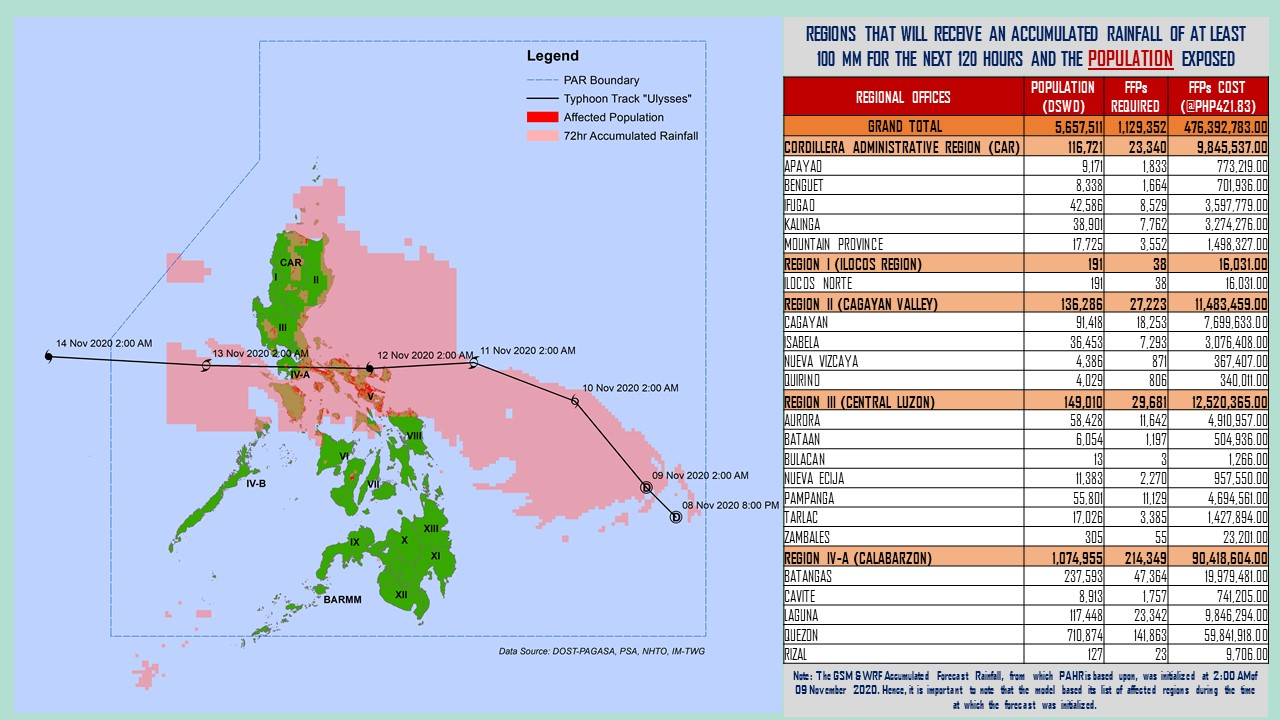 Legend
PAR Boundary
Typhoon Track "Ulysses"
Affected Population
72hr Accumulated Rainfall
CAR
I
II
III
14 Nov 2020 2:00 AM
13 Nov 2020 2:00 AM
12 Nov 2020 2:00 AM
11 Nov 2020 2:00 AM
IV-A
10 Nov 2020 2:00 AM
V
VIII
VI
09 Nov 2020 2:00 AM
IV-B
VII
08 Nov 2020 8:00 PM
XIII
IX
X
XI
XII
BARMM
Data Source: DOST-PAGASA, PSA, NHTO, IM-TWG
REGIONS THAT WILL RECEIVE AN ACCUMULATED RAINFALL OF AT LEAST
100 MM FOR THE NEXT 120 HOURS AND THE POPULATION EXPOSED
REGIONAL OFFICES POPULATION (DSWD) FFPs REQUIRED FFPs COST (@PHP421.83)
GRAND TOTAL 5,657,511 1,129,352 476,392,783.00
CORDILLERA ADMINISTRATIVE REGION (CAR) 116,721 23,340 9,845,537.00
APAYAO 9,171 1,833 773,219.00
BENGUET 8,338 1,664 701,936.00
IFUGAO 42,586 8,529 3,597,779.00
KALINGA 38,901 7,762 3,274,276.00
MOUNTAIN PROVINCE 17,725 3,552 1,498,327.00
REGION I (ILOCOS REGION) 191 38 16,031.00
ILOCOS NORTE 191 38 16,031.00
REGION II (CAGAYAN VALLEY) 136,286 27,223 11,483,459.00
CAGAYAN 91,418 18,253 7,699,633.00
ISABELA 36,453 7,293 3,076,408.00
NUEVA VIZCAYA 4,386 871 367,407.00
QUIRINO 4,029 806 340,011.00
REGION III (CENTRAL LUZON) 149,010 29,681 12,520,365.00
AURORA 58,428 11,642 4,910,957.00
BATAAN 6,054 1,197 504,936.00
BULACAN 13 3 1,266.00
NUEVA ECIJA 11,383 2,270 957,550.00
PAMPANGA 55,801 11,129 4,694,561.00
TARLAC 17,026 3,385 1,427,894.00
ZAMBALES 305 55 23,201.00
REGION IV-A (CALABARZON) 1,074,955 214,349 90,418,604.00
BATANGAS 237,593 47,364 19,979,481.00
CAVITE 8,913 1,757 741,205.00
LAGUNA 117,448 23,342 9,846,294.00
QUEZON 710,874 141,863 59,841,918.00
RIZAL 127 23 9,706.00
Note: The GSM & WRF Accumulated Forecast Rainfall, from which PAHR is based upon, was initialized at 2:00 AM of
09 November 2020. Hence, it is important to note that the model based its list of affected regions during the time
at which the forecast was initialized.